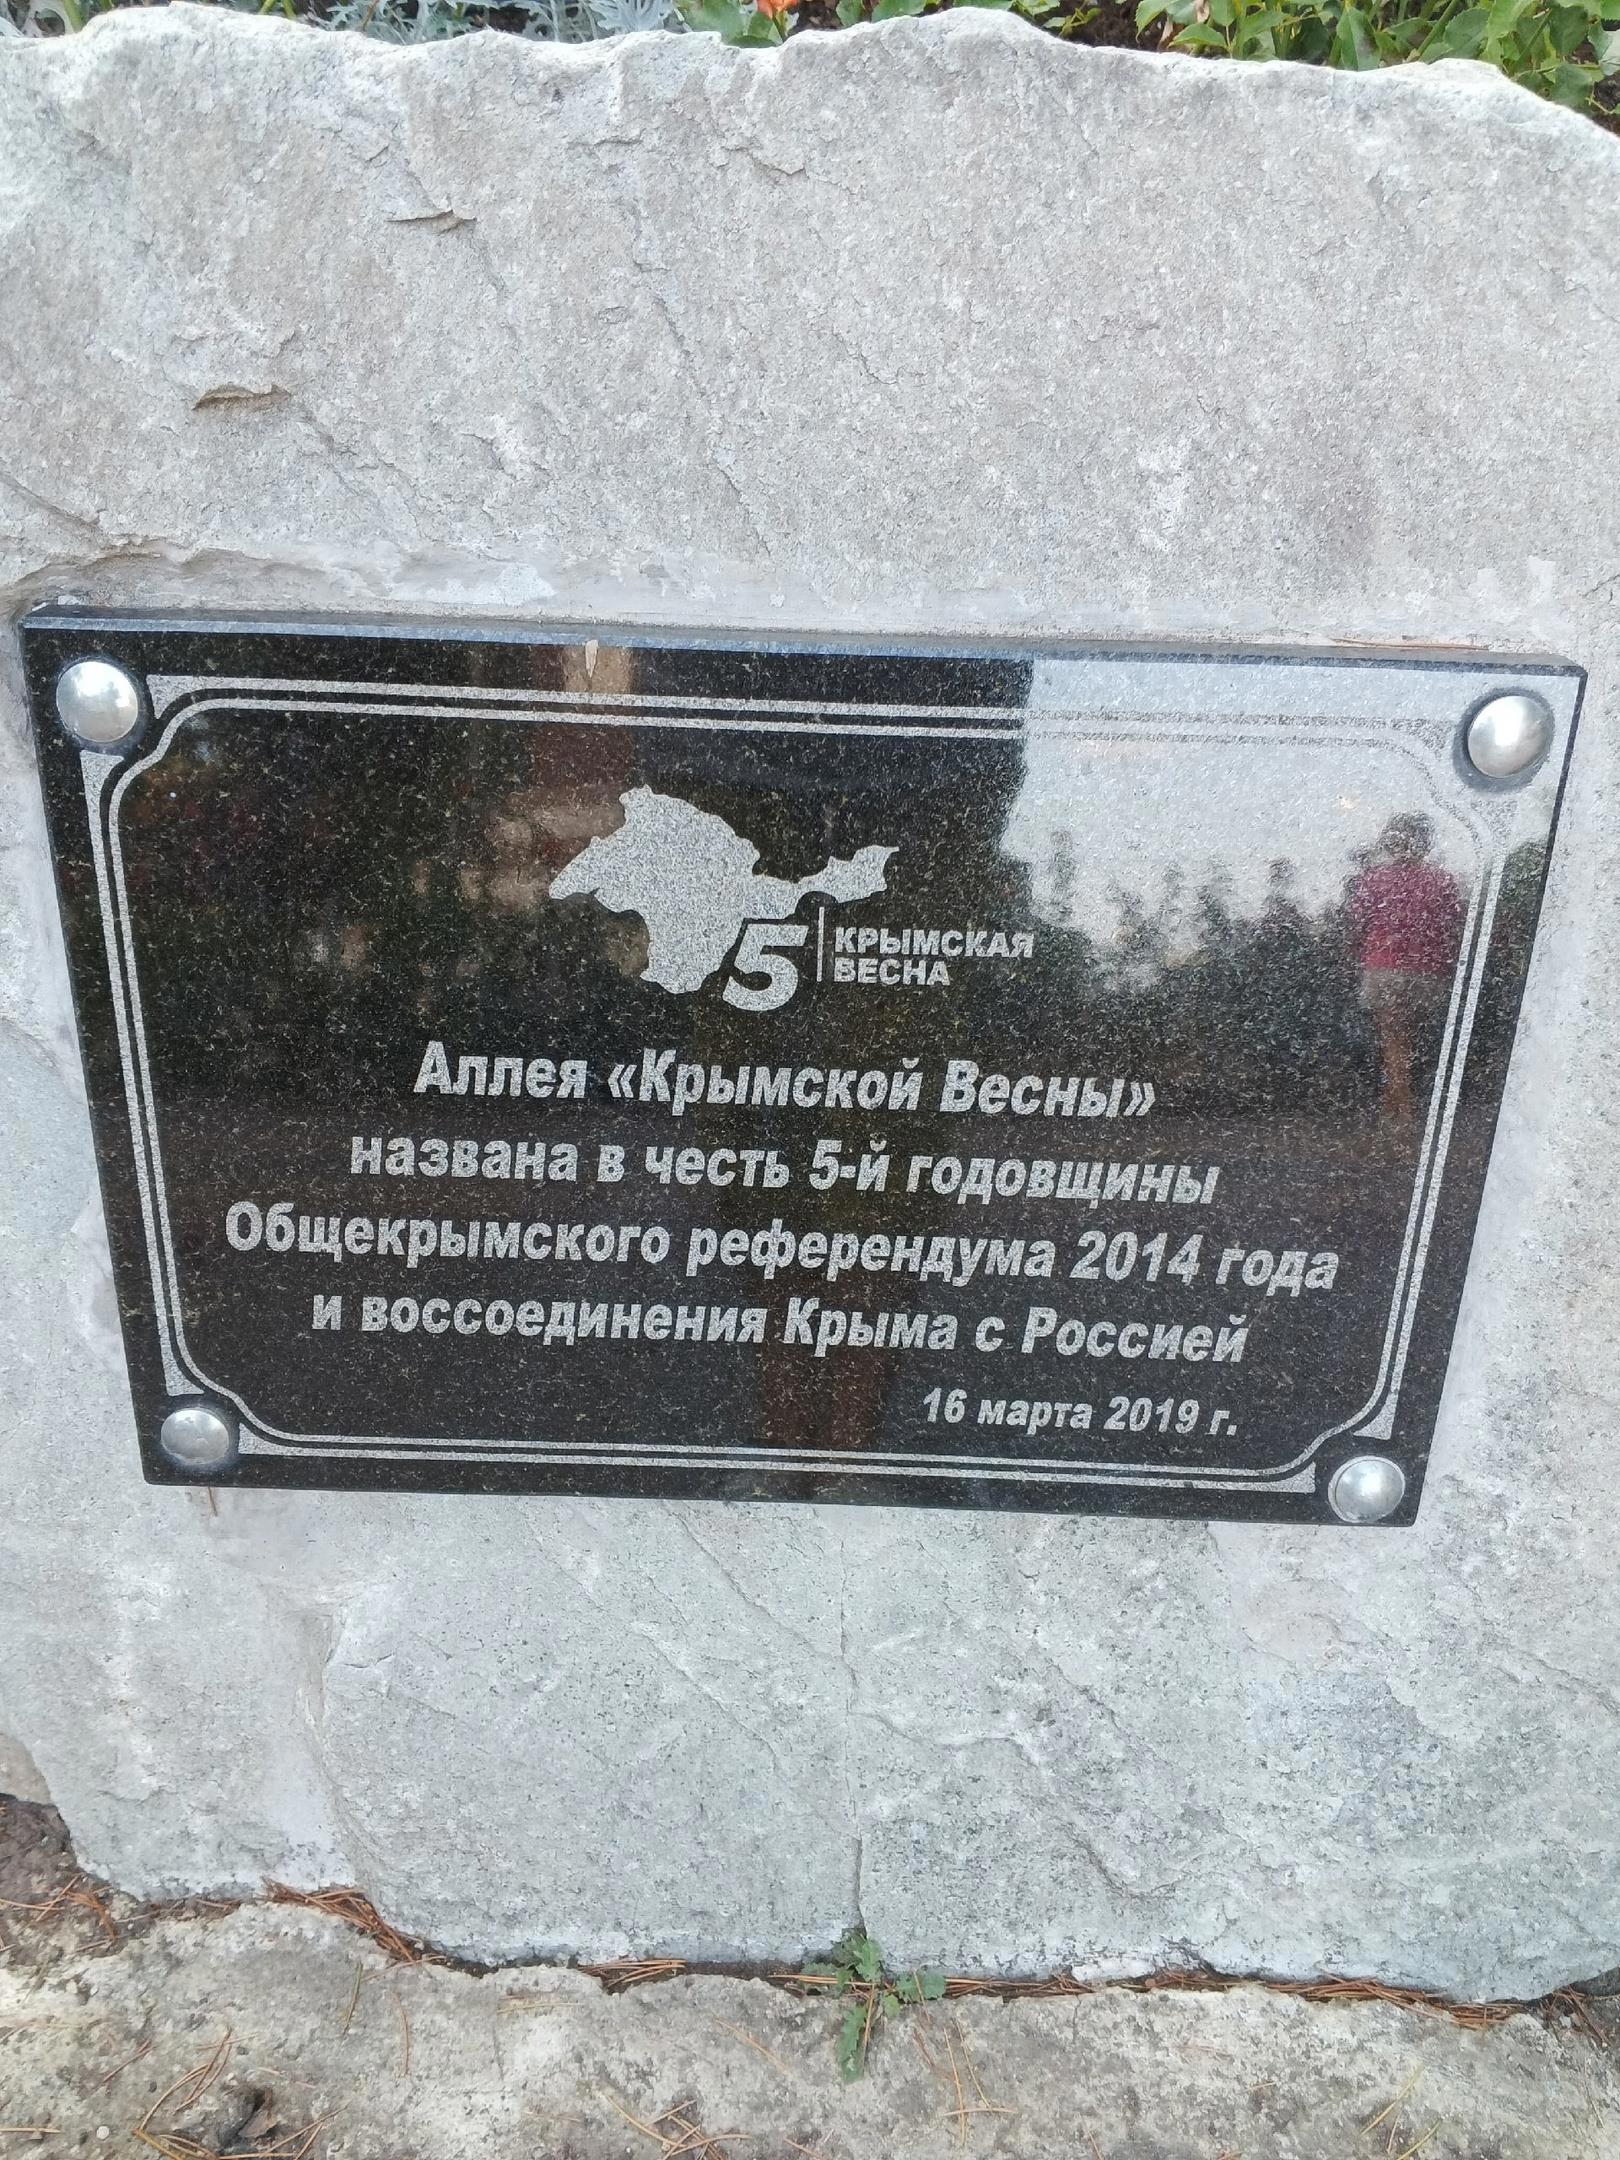 5 КРЫМСКАЯ
ВЕСНА
Аллея «Крымской Весны»
названа в честь 5-й годовщины
Общекрымского референдума 2014 года
и воссоединения Крыма с Россией
16 марта 2019 г.